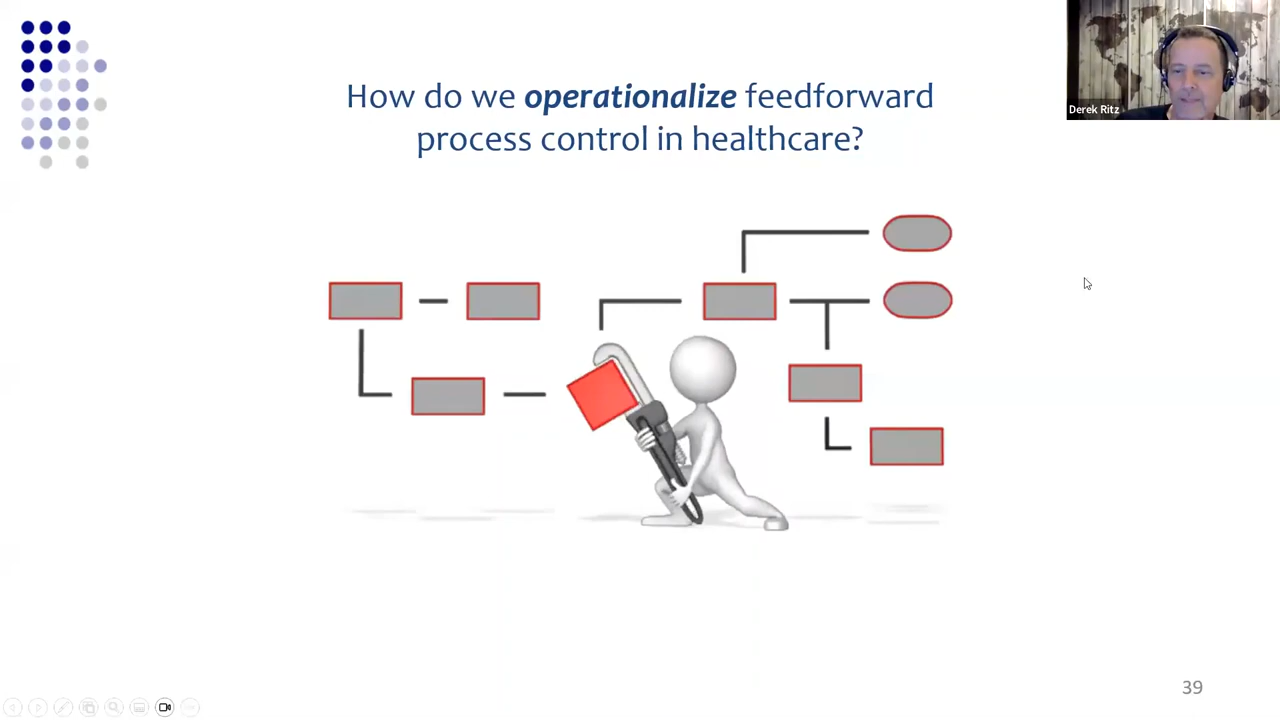 How do we operationalize feedforward
process control in healthcare?
Derek Ritz
39